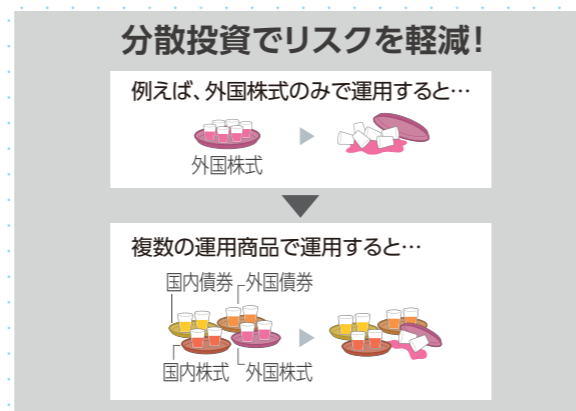 分散投資でリスクを軽減!
例えば、外国株式のみで運用すると…
外国株式
複数の運用商品で運用すると…
国内債券 外国債券
国内株式 外国株式